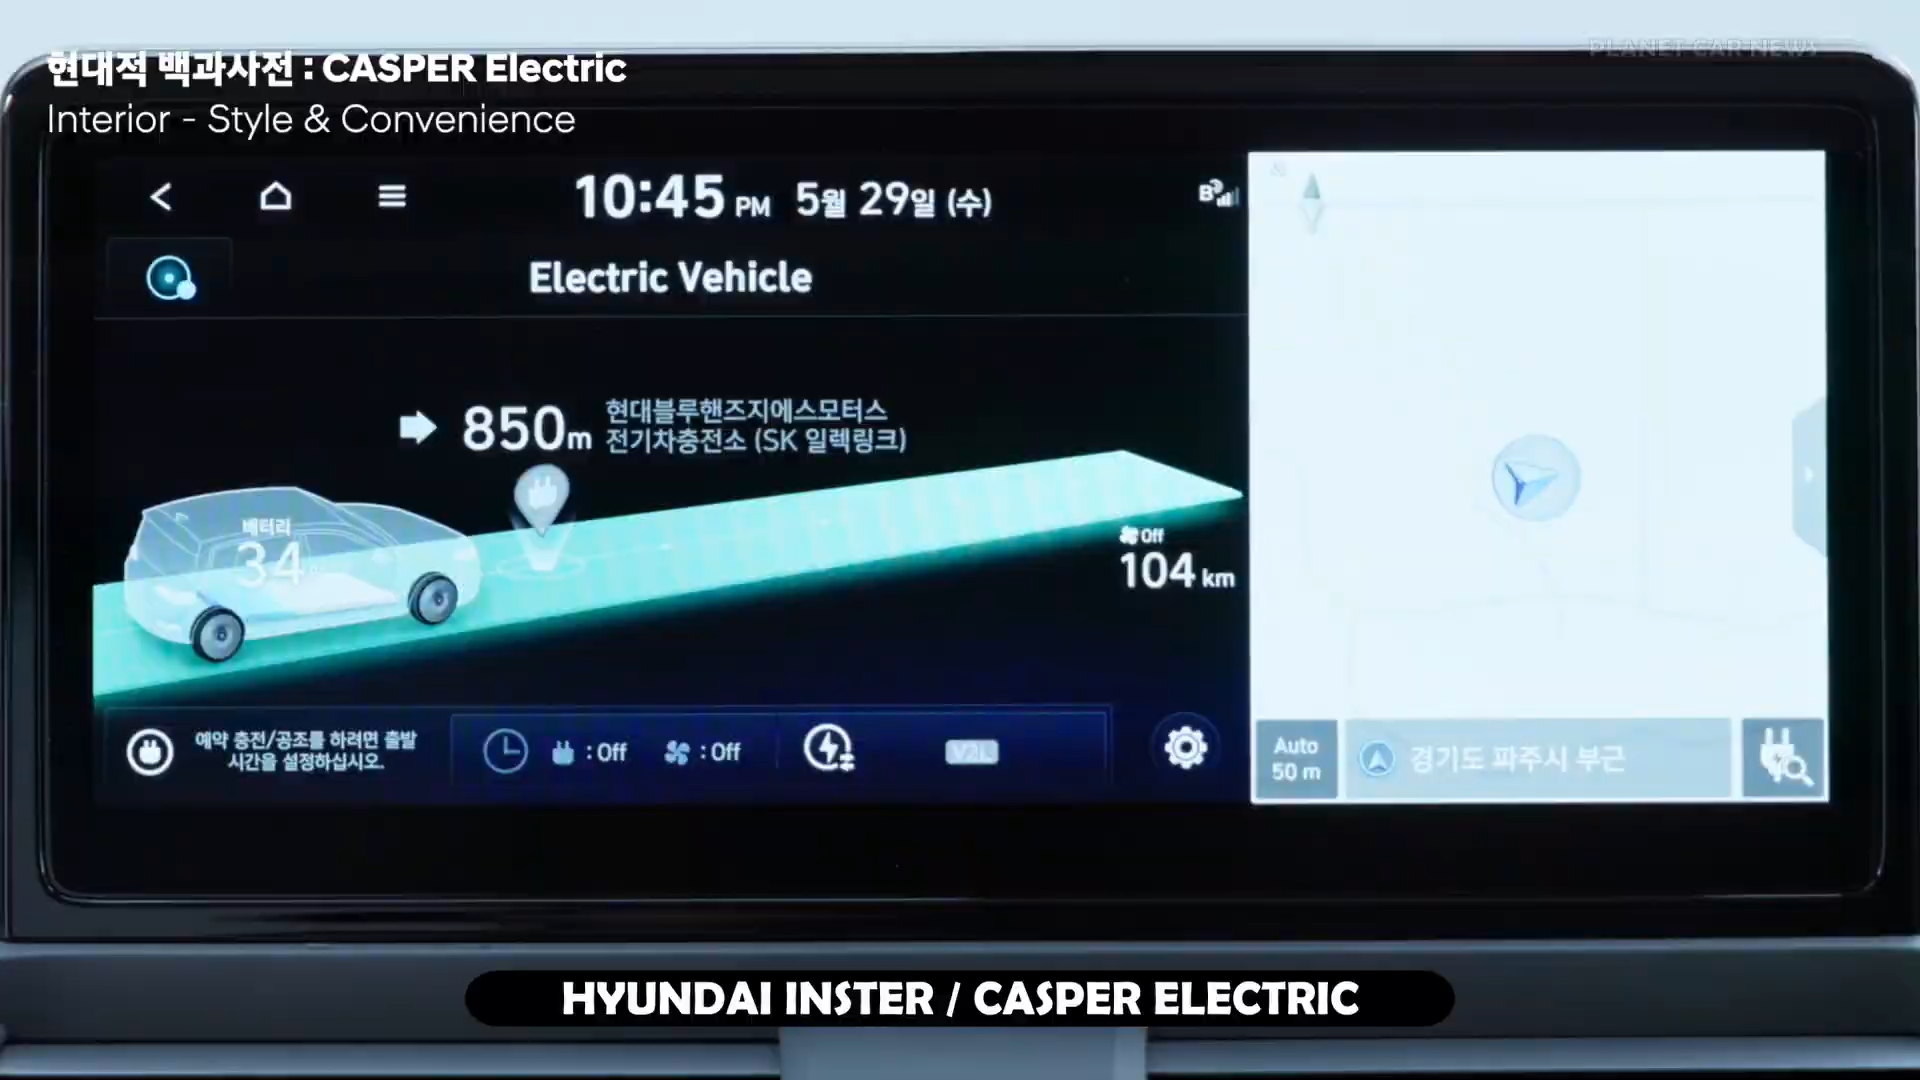 현대적 백과사전 : CASPER Electric
PLANET CAR NEWS
Interior - Style & Convenience
10:45 PM 5월 29일 (수)
Electric Vehicle
850m
현대블루핸즈지에스모터스
전기차충전소 (SK 일렉링크)
배터리
34
Off
104 km
예약 충전/공조를 하려면 출발
시간을 설정하십시오.
: Off
: Off
V2L
Auto
50 m
경기도 파주시 부근
HYUNDAI INSTER / CASPER ELECTRIC